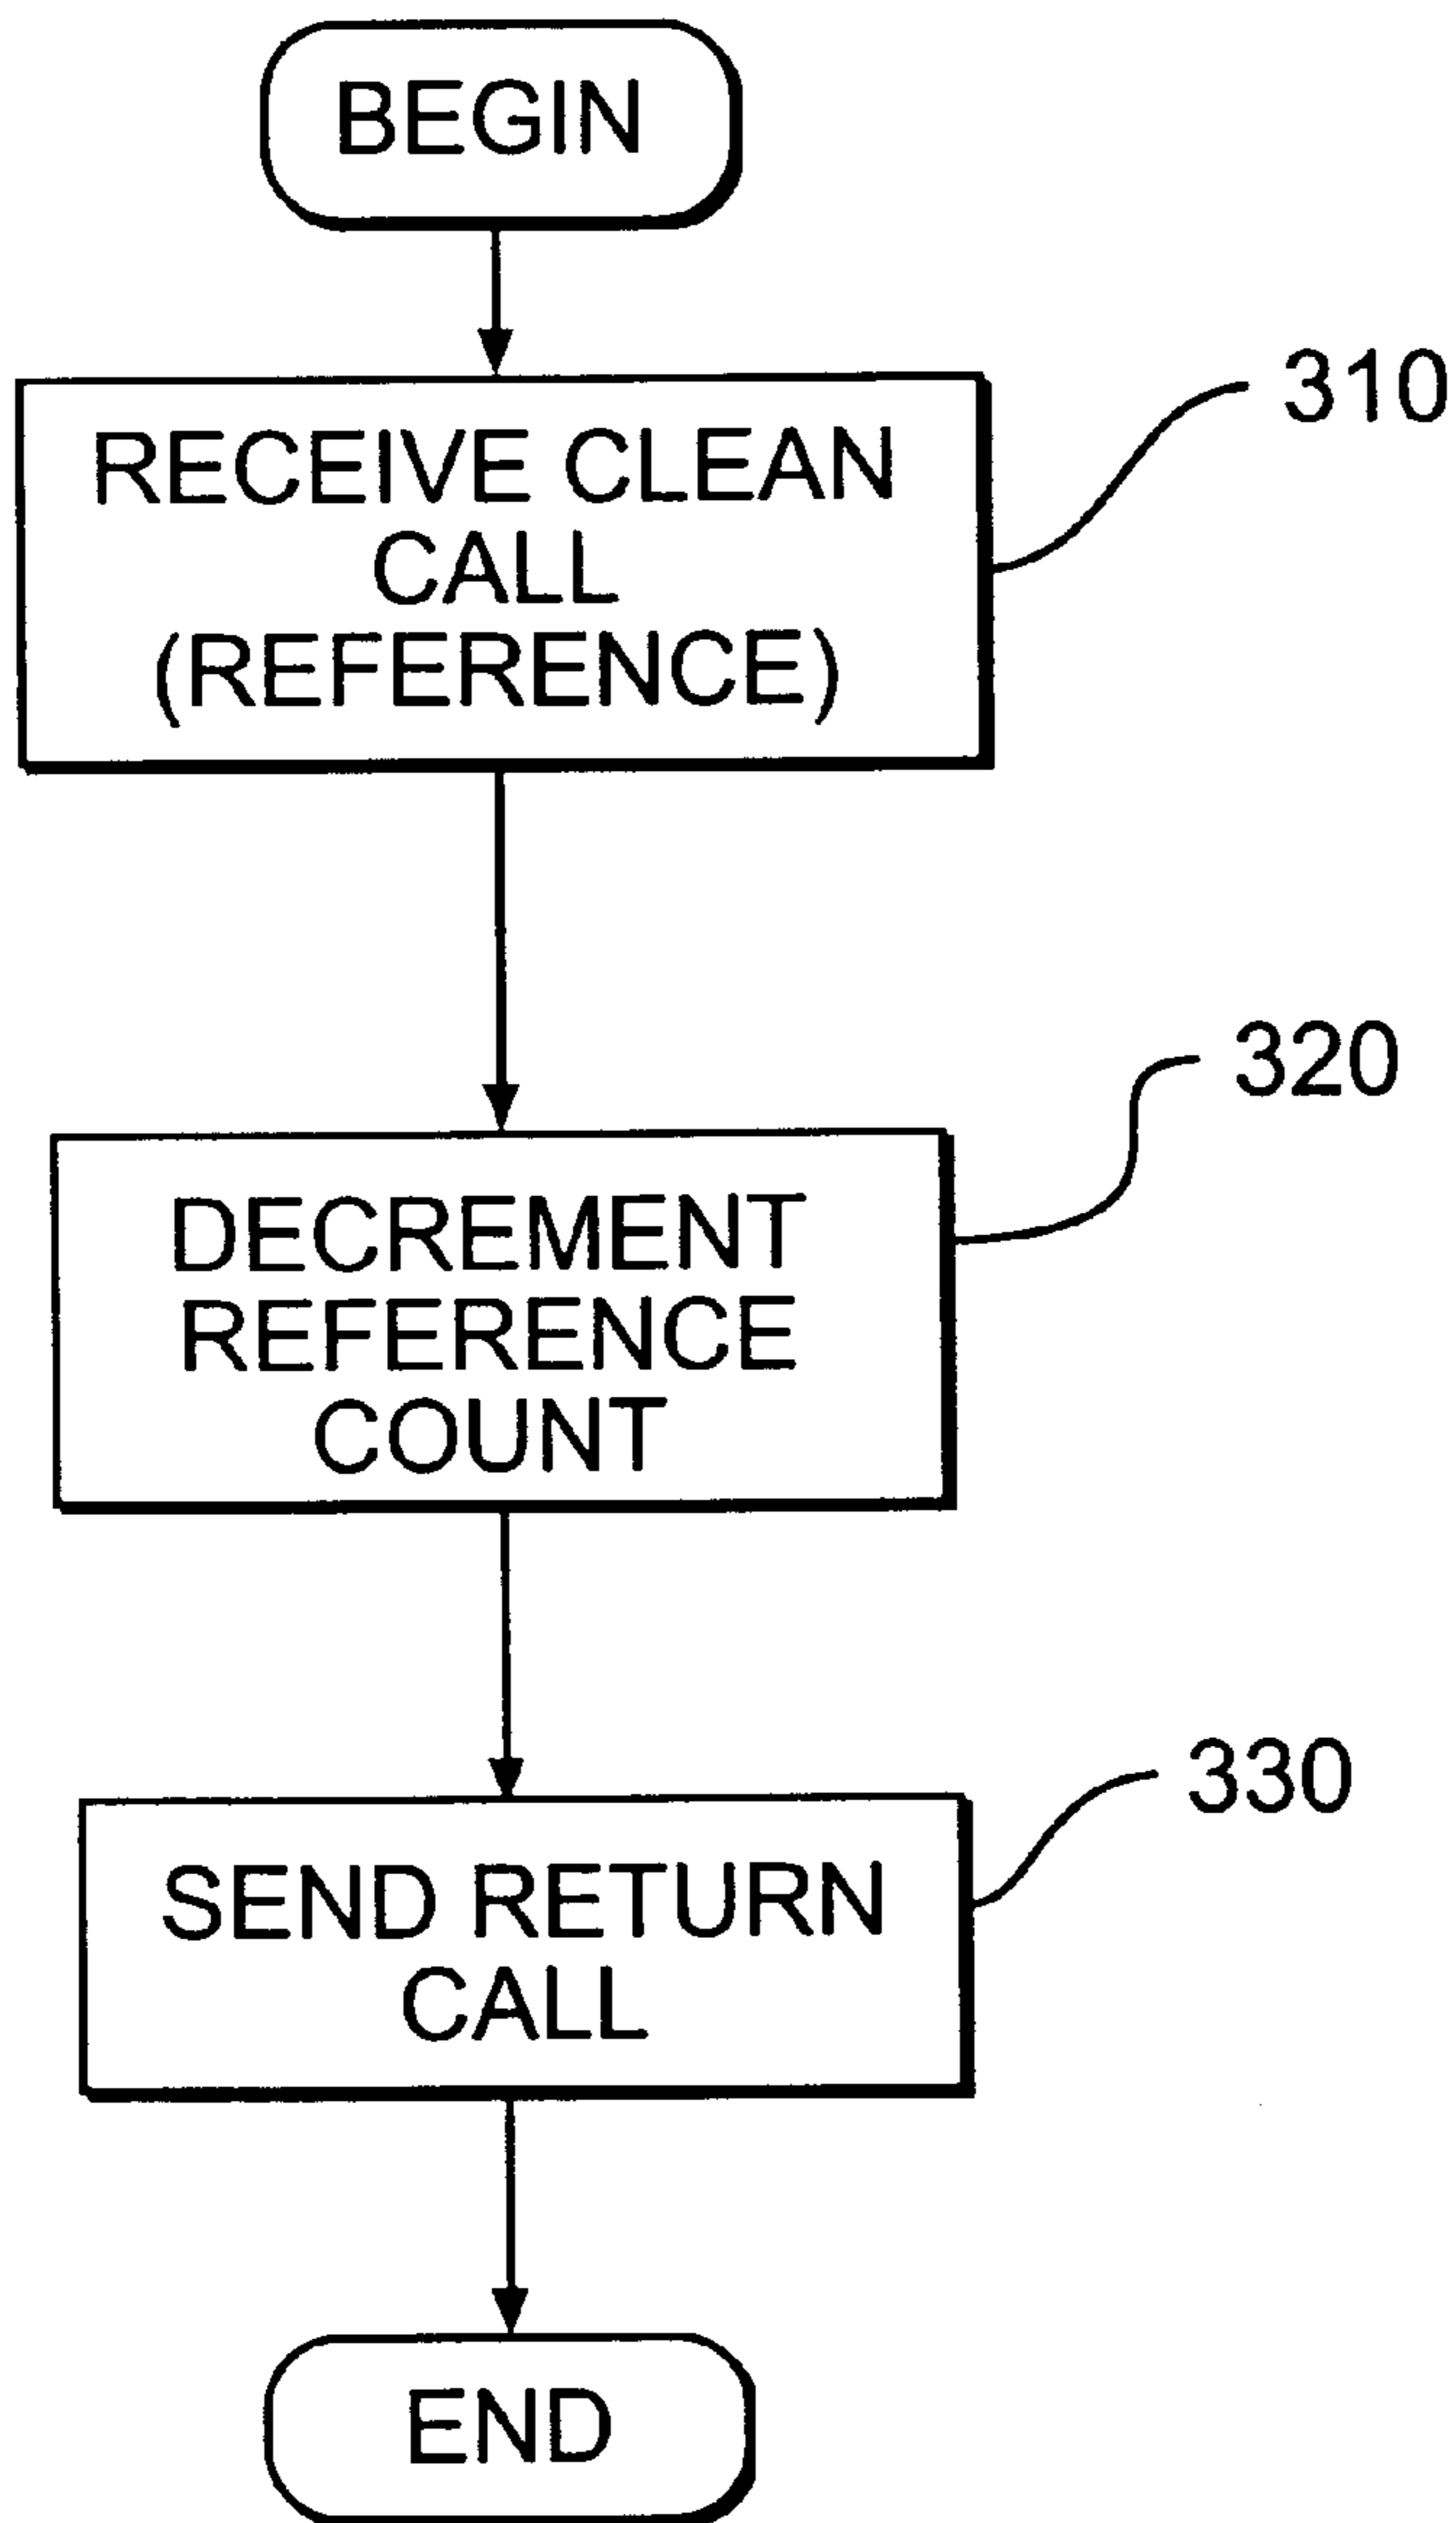 BEGIN
RECEIVE CLEAN
CALL
(REFERENCE)
310
DECREMENT
REFERENCE
COUNT
320
SEND RETURN
CALL
330
END